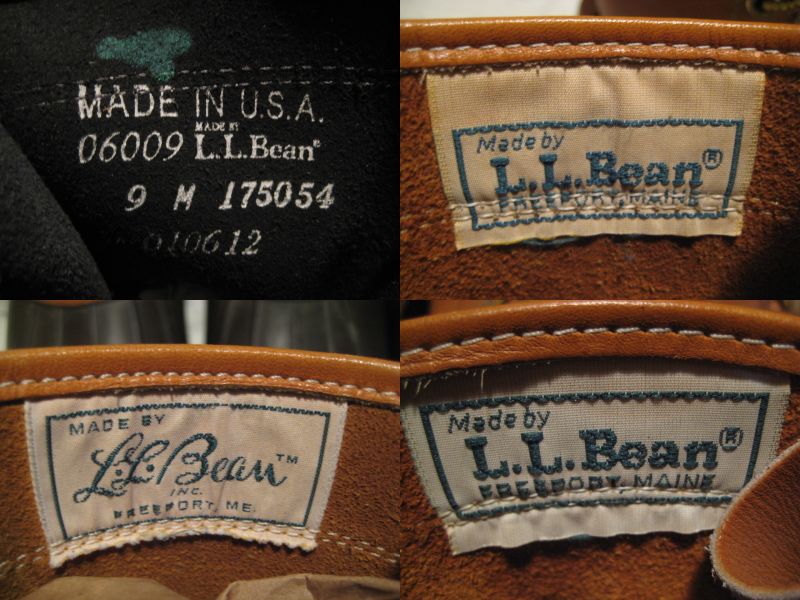 MADE IN U.S.A.
06009 MADE BY L.L.Bean®
9 M 175054
010612
Made by
L.L.Bean®
FREEPORT, MAINE
MADE BY
L.L. Bean™
INC.
FREEPORT, ME.
Made by
L.L.Bean®
FREEPORT, MAINE